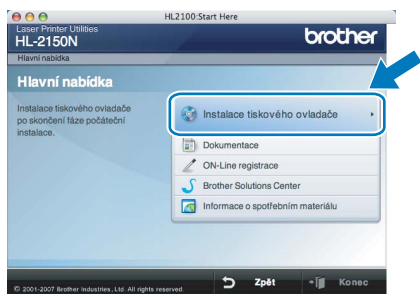 HL2100:Start Here
Laser Printer Utilities
HL-2150N
brother
Hlavní nabídka
Hlavní nabídka
Instalace tiskového ovladače
po skončení fáze počáteční
instalace.
Instalace tiskového ovladače
Dokumentace
ON-Line registrace
Brother Solutions Center
Informace o spotřebním materiálu
© 2001-2007 Brother Industries, Ltd. All rights reserved.
Zpět
Konec